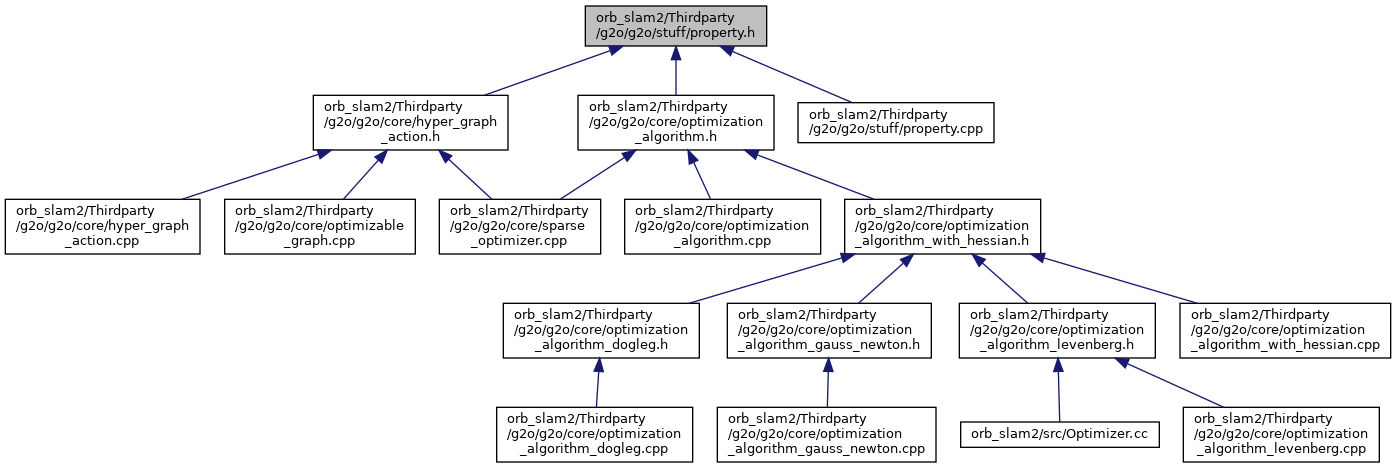 orb_slam2/Thirdparty
/g2o/g2o/stuff/property.h
orb_slam2/Thirdparty
/g2o/g2o/core/hyper_graph
_action.h
orb_slam2/Thirdparty
/g2o/g2o/core/optimization
_algorithm.h
orb_slam2/Thirdparty
/g2o/g2o/stuff/property.cpp
orb_slam2/Thirdparty
/g2o/g2o/core/hyper_graph
_action.cpp
orb_slam2/Thirdparty
/g2o/g2o/core/optimizable
_graph.cpp
orb_slam2/Thirdparty
/g2o/g2o/core/sparse
_optimizer.cpp
orb_slam2/Thirdparty
/g2o/g2o/core/optimization
_algorithm.cpp
orb_slam2/Thirdparty
/g2o/g2o/core/optimization
_algorithm_with_hessian.h
orb_slam2/Thirdparty
/g2o/g2o/core/optimization
_algorithm_dogleg.h
orb_slam2/Thirdparty
/g2o/g2o/core/optimization
_algorithm_gauss_newton.h
orb_slam2/Thirdparty
/g2o/g2o/core/optimization
_algorithm_levenberg.h
orb_slam2/Thirdparty
/g2o/g2o/core/optimization
_algorithm_with_hessian.cpp
orb_slam2/Thirdparty
/g2o/g2o/core/optimization
_algorithm_dogleg.cpp
orb_slam2/Thirdparty
/g2o/g2o/core/optimization
_algorithm_gauss_newton.cpp
orb_slam2/src/Optimizer.cc
orb_slam2/Thirdparty
/g2o/g2o/core/optimization
_algorithm_levenberg.cpp